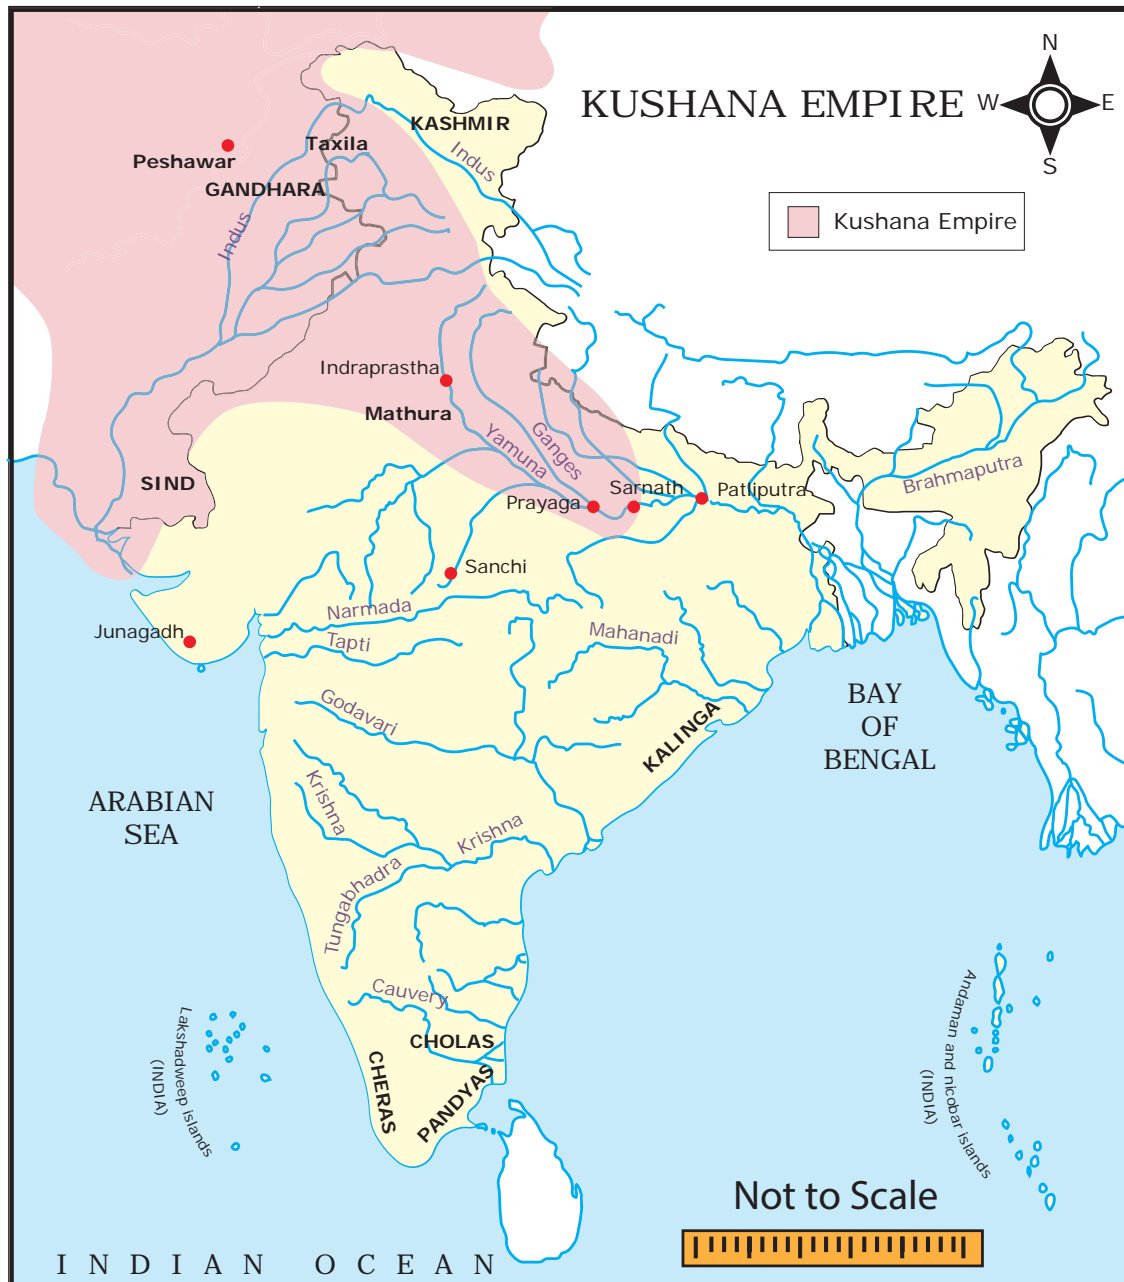 KUSHANA EMPIRE
N
W
E
S
Kushana Empire
KASHMIR
Indus
Taxila
Peshawar
GANDHARA
Indus
Indraprastha
Mathura
Yamuna
Ganges
SIND
Prayaga
Sarnath
Patliputra
Brahmaputra
Sanchi
Narmada
Junagadh
Tapti
Mahanadi
Godavari
KALINGA
BAY
OF
BENGAL
ARABIAN
SEA
Krishna
Krishna
Tungabhadra
Cauvery
CHOLAS
CHERAS
PANDYAS
Lakshadweep islands
(INDIA)
Andaman and nicobar islands
(INDIA)
Not to Scale
INDIAN OCEAN